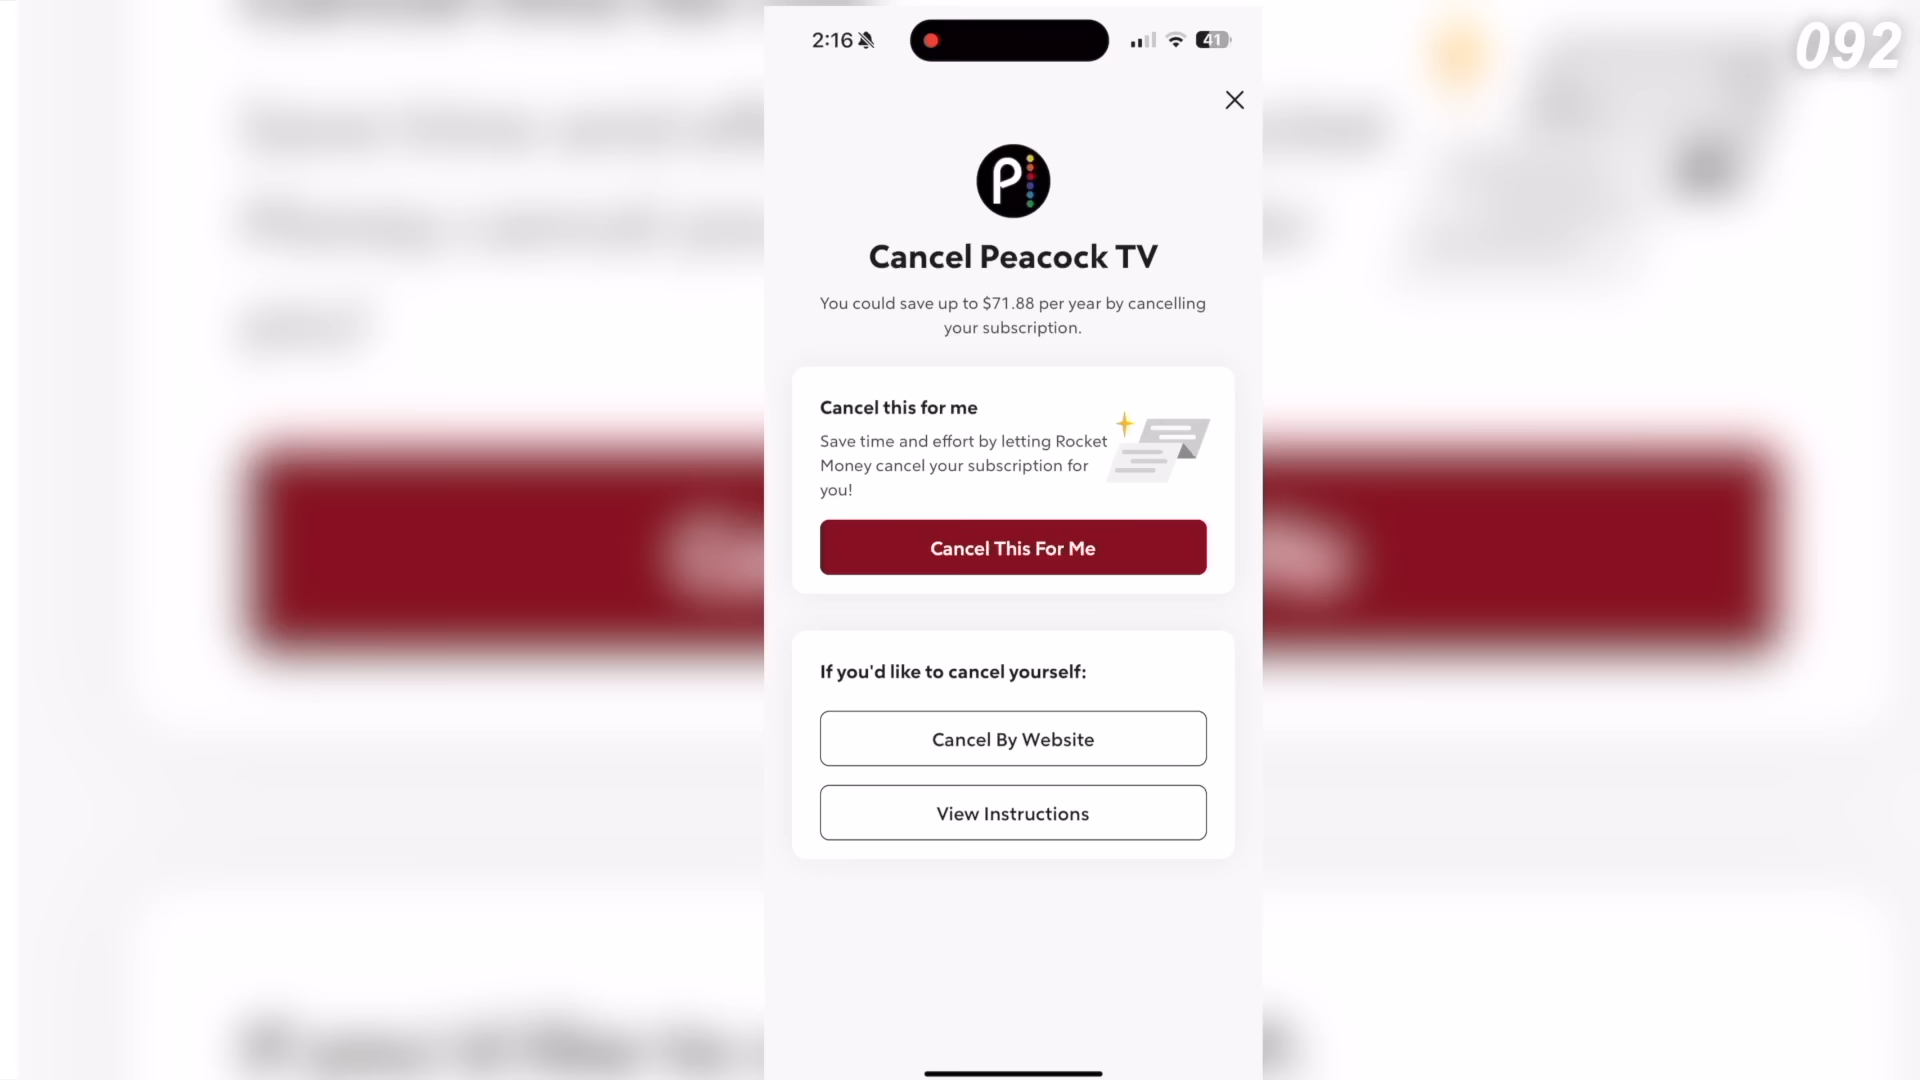 092
2:16
41
Cancel Peacock TV
You could save up to $71.88 per year by cancelling
your subscription.
Cancel this for me
Save time and effort by letting Rocket
Money cancel your subscription for
you!
Cancel This For Me
If you'd like to cancel yourself:
Cancel By Website
View Instructions